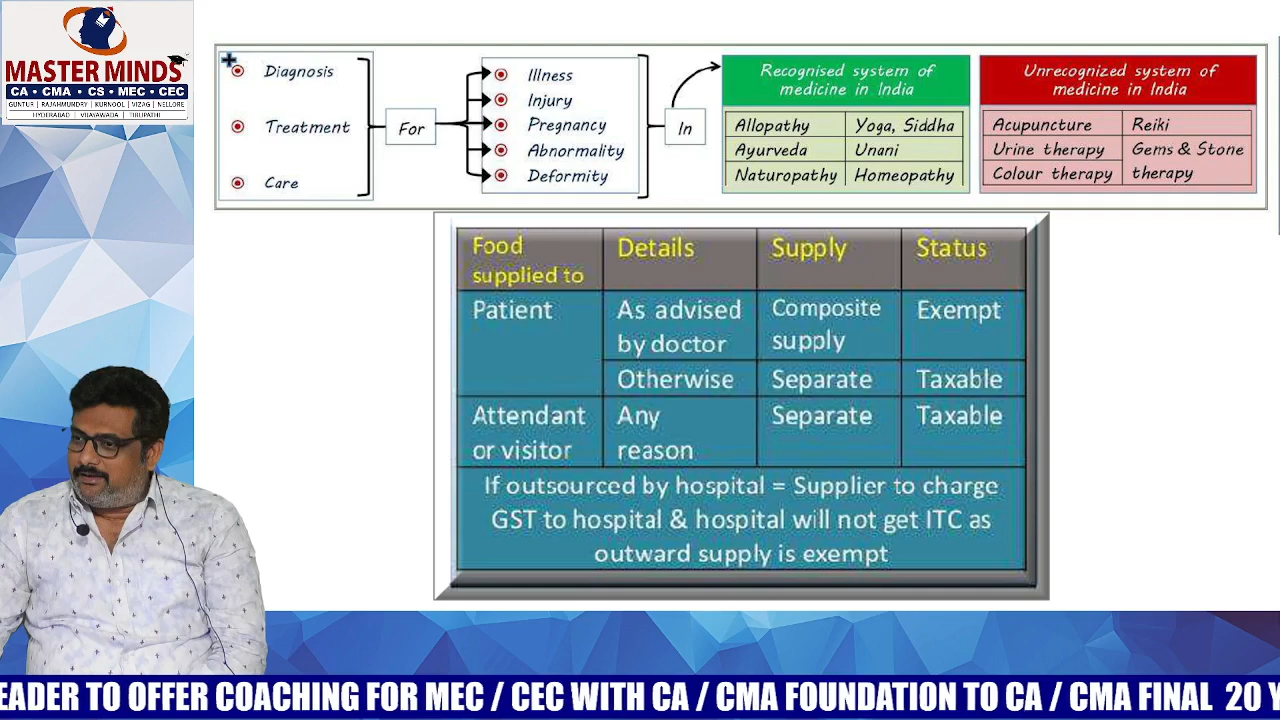 MASTER MINDS
CA • CMA • CS • MEC • CEC
GUNTUR | RAJAHMUNDRY | KURNOOL | VIZAG | NELLORE
HYDERABAD | VIJAYAWADA | TIRUPATHI
Diagnosis
Treatment
Care
For
Illness
Injury
Pregnancy
Abnormality
Deformity
In
Recognised system of
medicine in India
Allopathy Yoga, Siddha
Ayurveda Unani
Naturopathy Homeopathy
Unrecognized system of
medicine in India
Acupuncture Reiki
Urine therapy Gems & Stone
Colour therapy therapy
Food
supplied to
Details
Supply
Status
Patient
As advised
by doctor
Composite
supply
Exempt
Otherwise
Separate
Taxable
Attendant
or visitor
Any
reason
Separate
Taxable
If outsourced by hospital = Supplier to charge
GST to hospital & hospital will not get ITC as
outward supply is exempt
EADER TO OFFER COACHING FOR MEC / CEC WITH CA / CMA FOUNDATION TO CA / CMA FINAL 20 Y